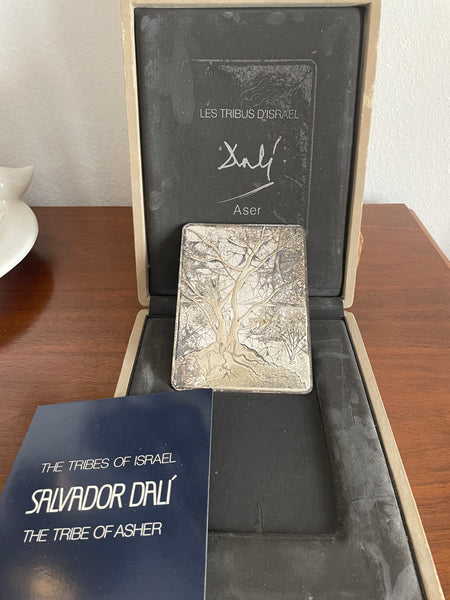 LES TRIBUS D'ISRAEL
Dalí
Aser
THE TRIBES OF ISRAEL
SALVADOR DALÍ
THE TRIBE OF ASHER